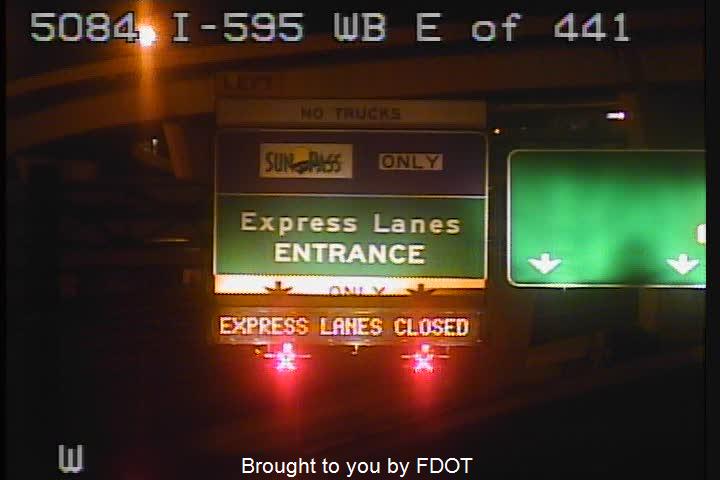 5084 I-595 WB E of 441
LEFT
NO TRUCKS
SUNPASS ONLY
Express Lanes
ENTRANCE
ONLY
EXPRESS LANES CLOSED
W
Brought to you by FDOT